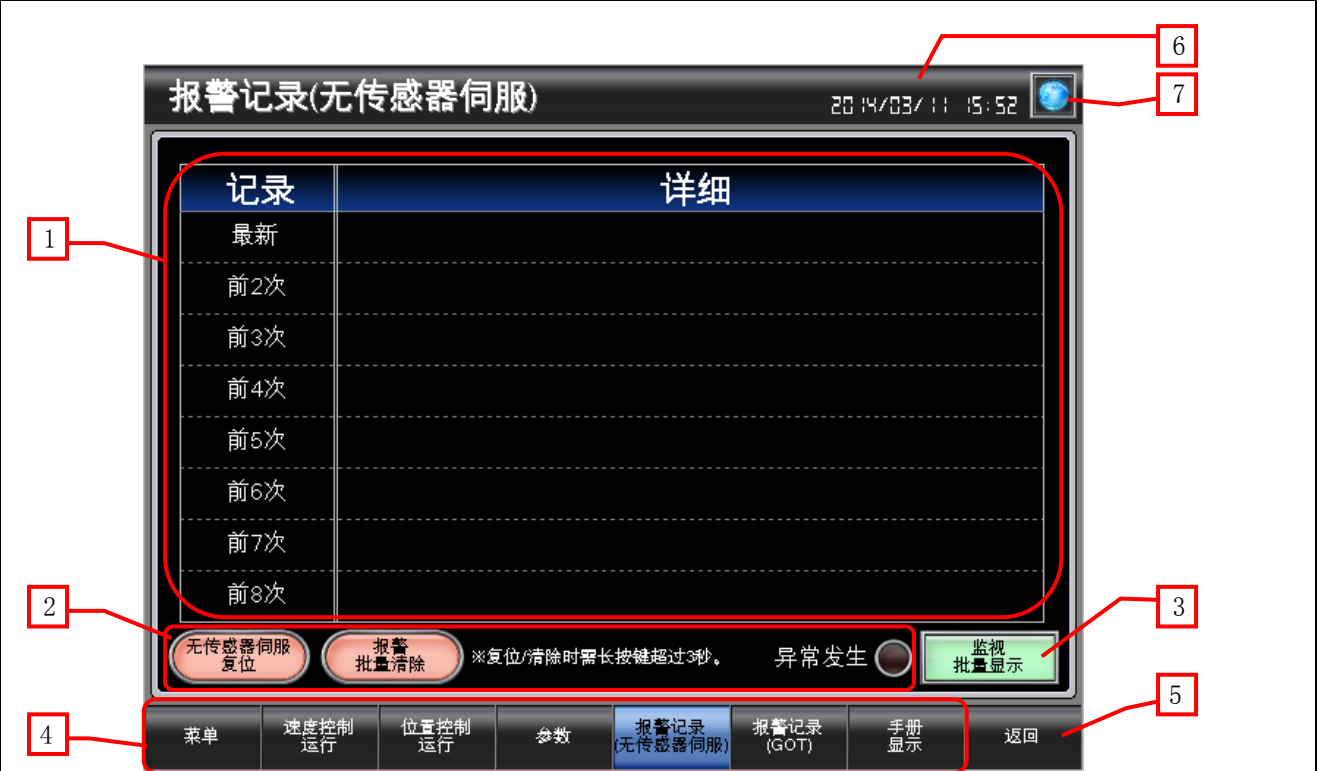 6
报警记录(无传感器伺服)
2014/03/11 15:52
7
记录 详细
1
最新
前2次
前3次
前4次
前5次
前6次
前7次
前8次
2
3
无传感器伺服
复位
报警
批量清除
※复位/清除时需长按键超过3秒。
异常发生
监视
批量显示
5
4
菜单
速度控制
运行
位置控制
运行
参数
报警记录
(无传感器伺服)
报警记录
(GOT)
手册
显示
返回